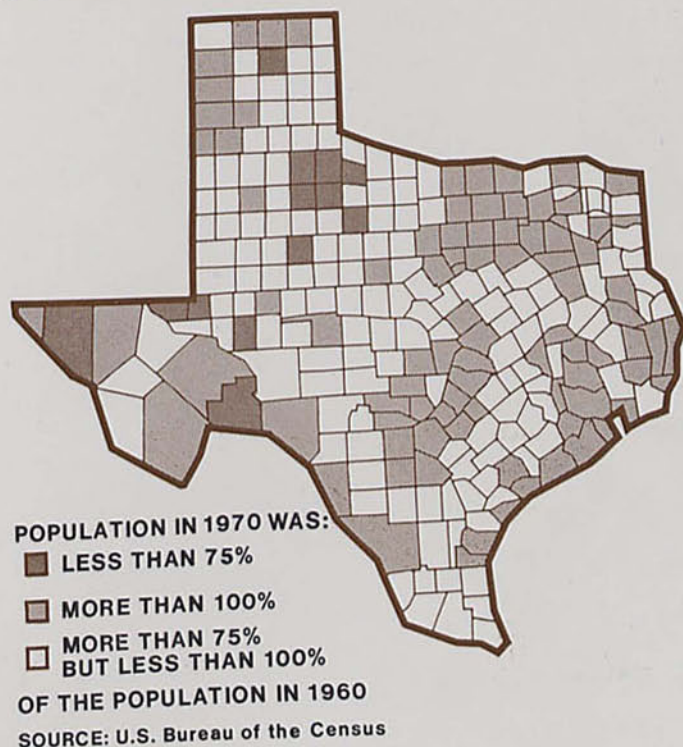 POPULATION IN 1970 WAS:
LESS THAN 75%
MORE THAN 100%
MORE THAN 75%
BUT LESS THAN 100%
OF THE POPULATION IN 1960
SOURCE: U.S. Bureau of the Census